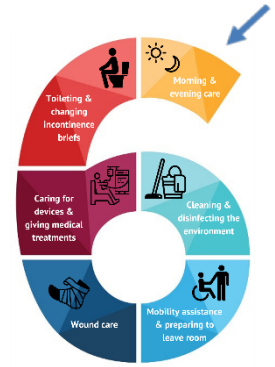 Morning &
evening care
Toileting &
changing
incontinence
briefs
Caring for
devices &
giving medical
treatments
Cleaning &
disinfecting the
environment
Wound care
Mobility assistance
& preparing to
leave room